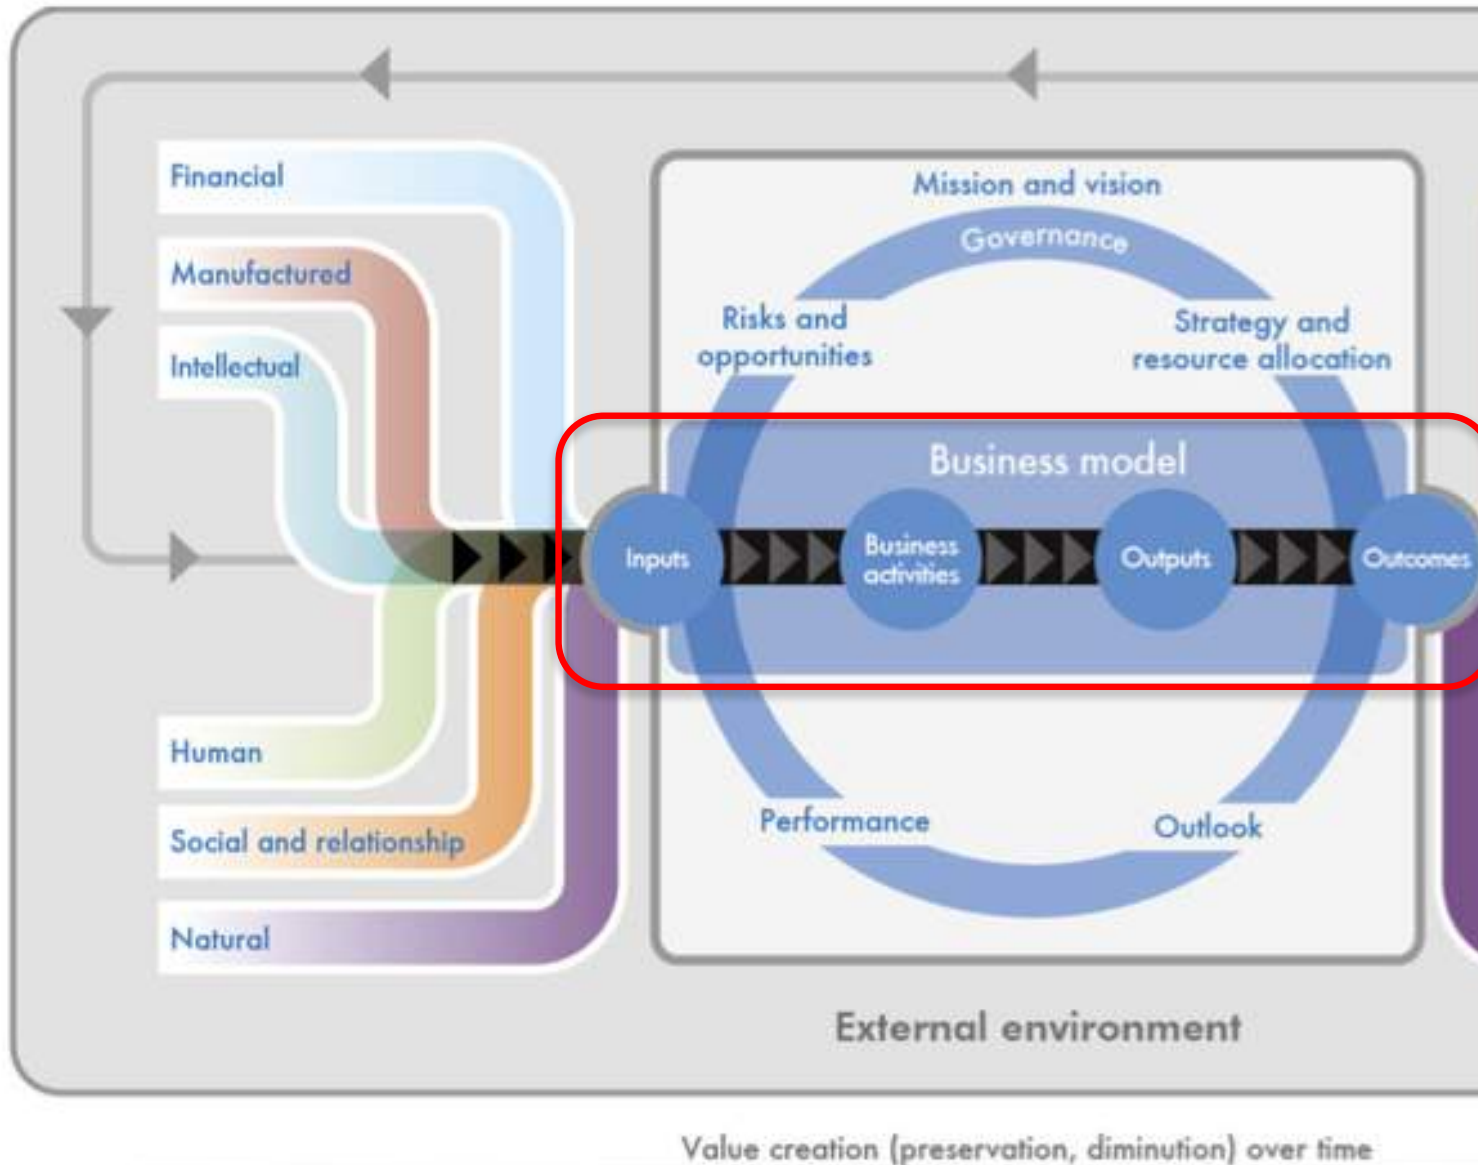 Financial
Manufactured
Intellectual
Human
Social and relationship
Natural
Mission and vision
Governance
Risks and
opportunities
Strategy and
resource allocation
Business model
Inputs
Business
activities
Outputs
Outcomes
Performance
Outlook
External environment
Value creation (preservation, diminution) over time